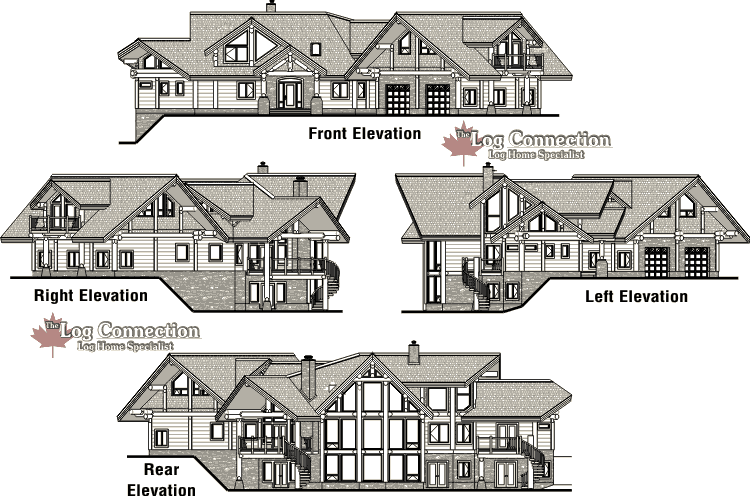 Front Elevation
The Log Connection
Log Home Specialist
Right Elevation
Left Elevation
The Log Connection
Log Home Specialist
Rear
Elevation